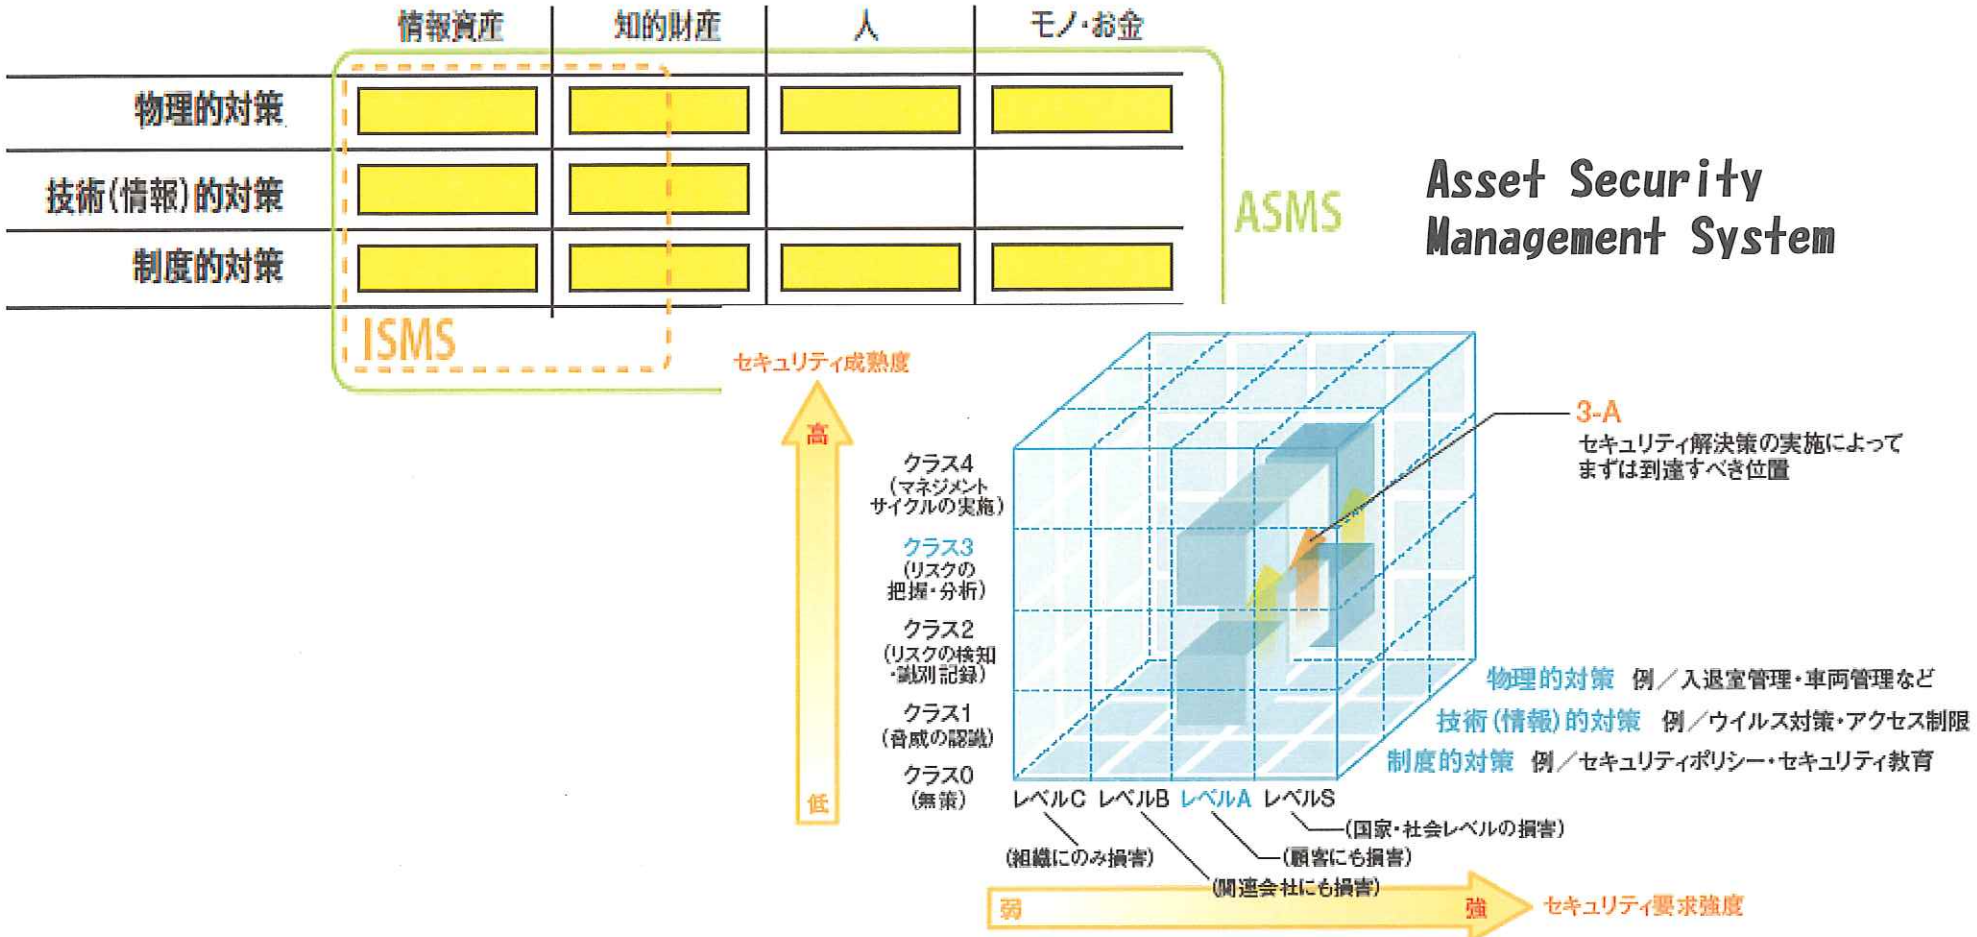 情報資産 知的財産 人 モノ・お金
物理的対策
技術(情報)的対策
制度的対策
ISMS
ASMS
Asset Security
Management System
セキュリティ成熟度
高
低
クラス4
(マネジメント
サイクルの実施)
クラス3
(リスクの
把握・分析)
クラス2
(リスクの検知
・識別記録)
クラス1
(脅威の認識)
クラス0
(無策)
3-A
セキュリティ解決策の実施によって
まずは到達すべき位置
物理的対策 例/入退室管理・車両管理など
技術(情報)的対策 例/ウイルス対策・アクセス制限
制度的対策 例/セキュリティポリシー・セキュリティ教育
レベルC レベルB レベルA レベルS
(国家・社会レベルの損害)
(組織にのみ損害)
(顧客にも損害)
(関連会社にも損害)
弱
強
セキュリティ要求強度